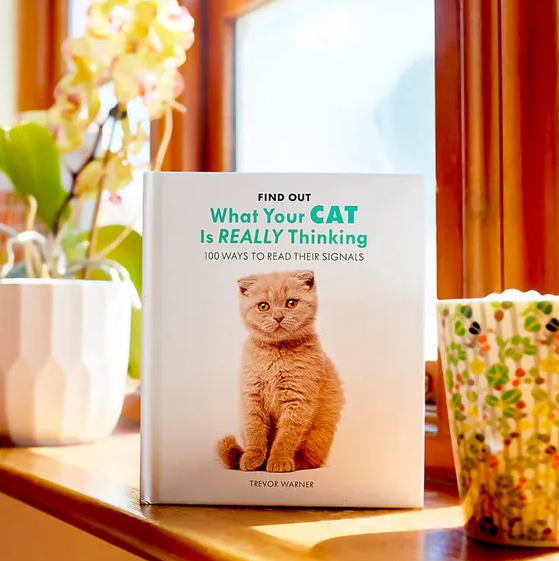 FIND OUT
What Your CAT
Is REALLY Thinking
100 WAYS TO READ THEIR SIGNALS
TREVOR WARNER